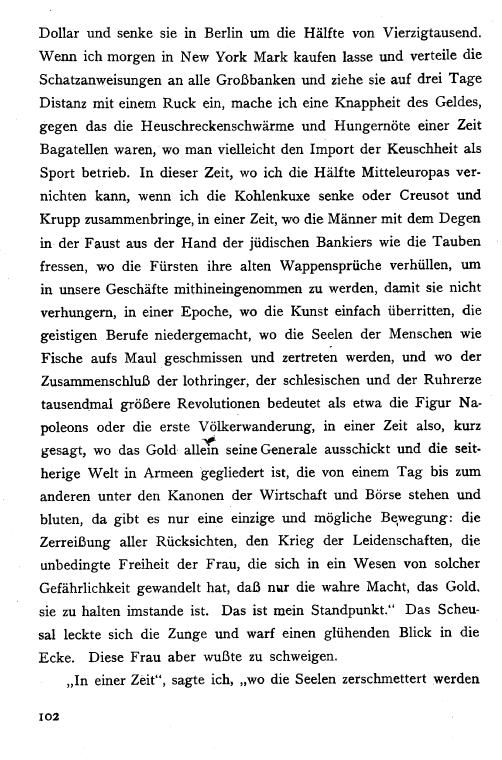 Dollar und senke sie in Berlin um die Hälfte von Vierzigtausend.
Wenn ich morgen in New York Mark kaufen lasse und verteile die
Schatzanweisungen an alle Großbanken und ziehe sie auf drei Tage
Distanz mit einem Ruck ein, mache ich eine Knappheit des Geldes,
gegen das die Heuschreckenschwärme und Hungernöte einer Zeit
Bagatellen waren, wo man vielleicht den Import der Keuschheit als
Sport betrieb. In dieser Zeit, wo ich die Hälfte Mitteleuropas ver-
nichten kann, wenn ich die Kohlenkuxe senke oder Creusot und
Krupp zusammenbringe, in einer Zeit, wo die Männer mit dem Degen
in der Faust aus der Hand der jüdischen Bankiers wie die Tauben
fressen, wo die Fürsten ihre alten Wappensprüche verhüllen, um
in unsere Geschäfte mithineingenommen zu werden, damit sie nicht
verhungern, in einer Epoche, wo die Kunst einfach überritten, die
geistigen Berufe niedergemacht, wo die Seelen der Menschen wie
Fische aufs Maul geschmissen und zertreten werden, und wo der
Zusammenschluß der lothringer, der schlesischen und der Ruhrerze
tausendmal größere Revolutionen bedeutet als etwa die Figur Na-
poleons oder die erste Völkerwanderung, in einer Zeit also, kurz
gesagt, wo das Gold allein seine Generale ausschickt und die seit-
herige Welt in Armeen gegliedert ist, die von einem Tag bis zum
anderen unter den Kanonen der Wirtschaft und Börse stehen und
bluten, da gibt es nur eine einzige und mögliche Bewegung: die
Zerreißung aller Rücksichten, den Krieg der Leidenschaften, die
unbedingte Freiheit der Frau, die sich in ein Wesen von solcher
Gefährlichkeit gewandelt hat, daß nur die wahre Macht, das Gold.
sie zu halten imstande ist. Das ist mein Standpunkt.“ Das Scheu-
sal leckte sich die Zunge und warf einen glühenden Blick in die
Ecke. Diese Frau aber wußte zu schweigen.
„In einer Zeit“, sagte ich, „wo die Seelen zerschmettert werden
102